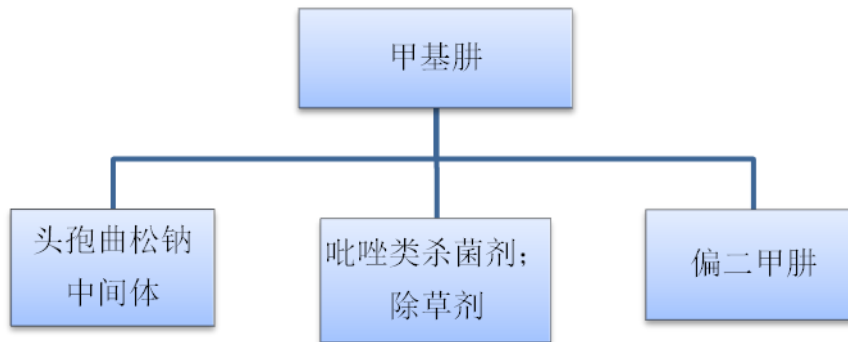 甲基肼
头孢曲松钠
中间体
吡唑类杀菌剂；
除草剂
偏二甲肼